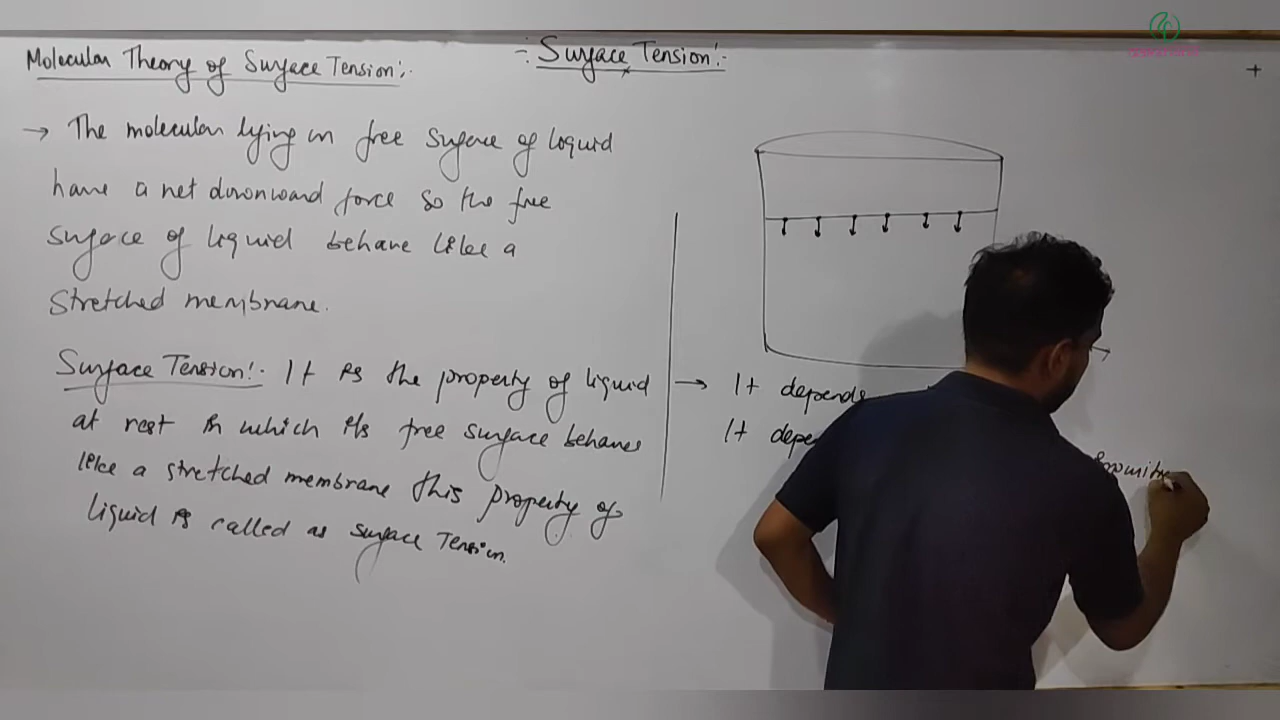 Molecular Theory of Surface Tension:.
-: Surface Tension:-
→ The molecular lying in free surface of loquid
have a net downward force so the free
surface of liquid behave like a
Stretched membrane.
Surface Tension:. It is the property of liquid
at rest in which its free surface behaves
like a stretched membrane this property of
liquid is called as surface Tension.
→ It depends
It depe